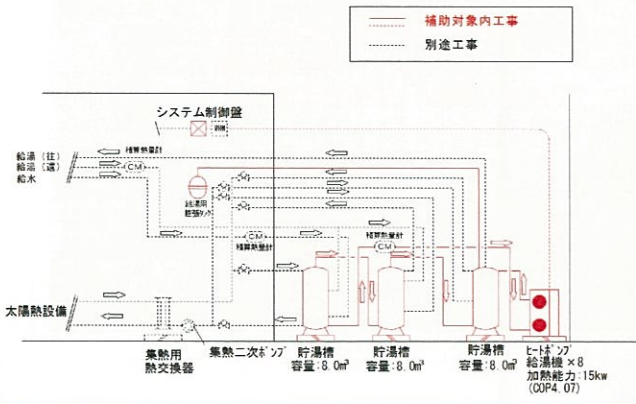 補助対象内工事
別途工事
システム制御盤
給湯（往）
給湯（還）
給水
積算熱量計
CM
給湯用
膨張タンク
CM
積算熱量計
積算熱量計
CM
太陽熱設備
集熱用
熱交換器
集熱二次ポンプ
貯湯槽
容量:8.0m³
貯湯槽
容量:8.0m³
貯湯槽
容量:8.0m³
ヒートポンプ
給湯機×8
加熱能力:15kw
(COP4.07)